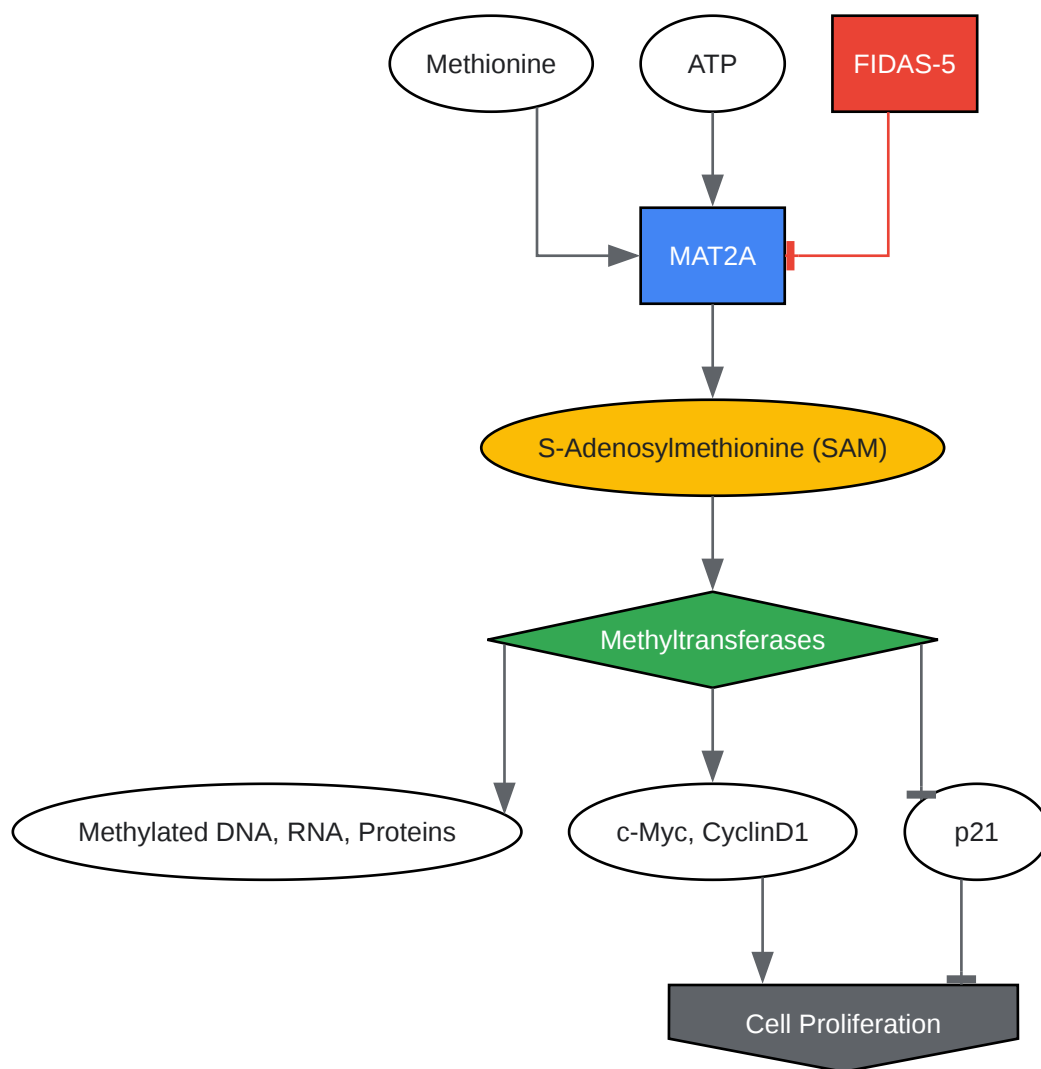 Methionine
ATP
FIDAS-5
MAT2A
S-Adenosylmethionine (SAM)
Methyltransferases
Methylated DNA, RNA, Proteins
c-Myc, CyclinD1
p21
Cell Proliferation